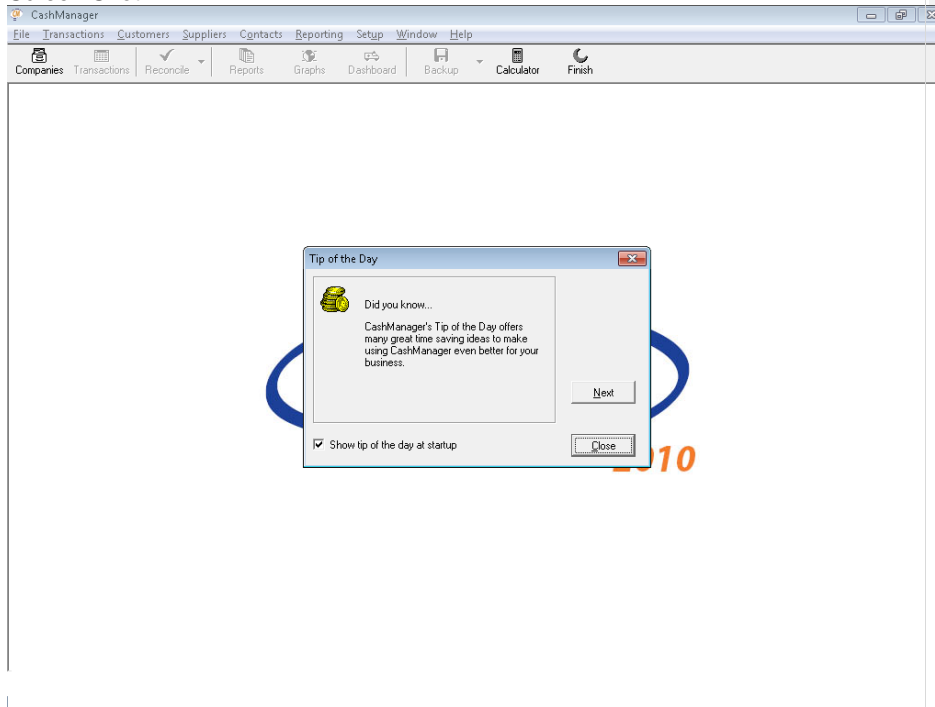 CashManager
File Transactions Customers Suppliers Contacts Reporting Setup Window Help
Companies Transactions Reconcile Reports Graphs Dashboard Backup Calculator Finish
Tip of the Day
Did you know...
CashManager's Tip of the Day offers
many great time saving ideas to make
using CashManager even better for your
business.
Next
Show tip of the day at startup
Close
2010